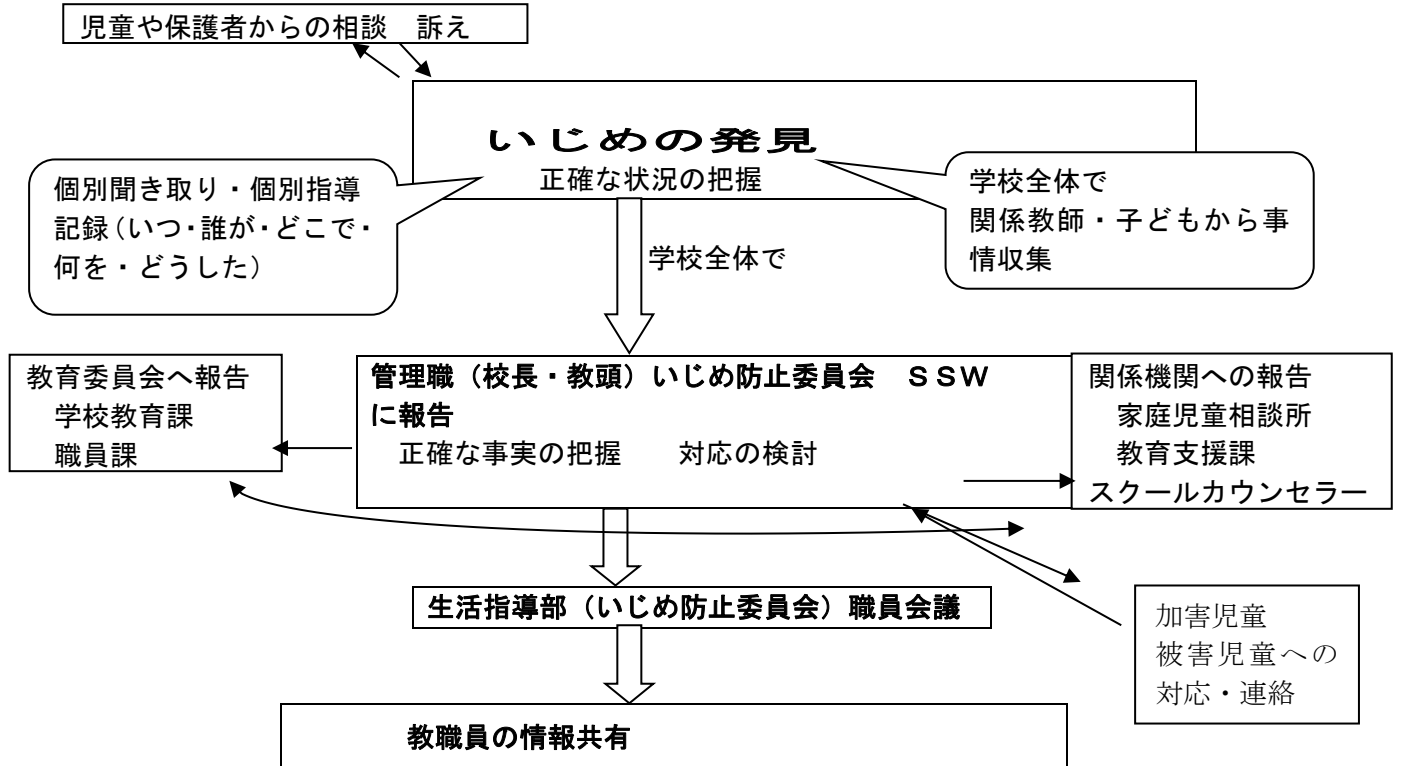 児童や保護者からの相談　訴え
いじめの発見
正確な状況の把握
個別聞き取り・個別指導
記録（いつ・誰が・どこで・
何を・どうした）
学校全体で
関係教師・子どもから事
情収集
学校全体で
教育委員会へ報告
学校教育課
職員課
管理職（校長・教頭）いじめ防止委員会　ＳＳＷ
に報告
正確な事実の把握　　対応の検討
関係機関への報告
家庭児童相談所
教育支援課
スクールカウンセラー
生活指導部（いじめ防止委員会）職員会議
加害児童
被害児童への
対応・連絡
教職員の情報共有